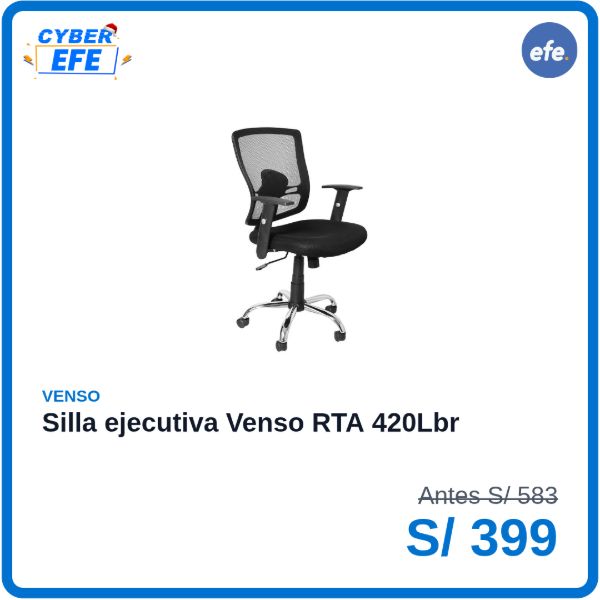 CYBER
EFE
efe.
VENSO
Silla ejecutiva Venso RTA 420Lbr
Antes S/ 583
S/ 399